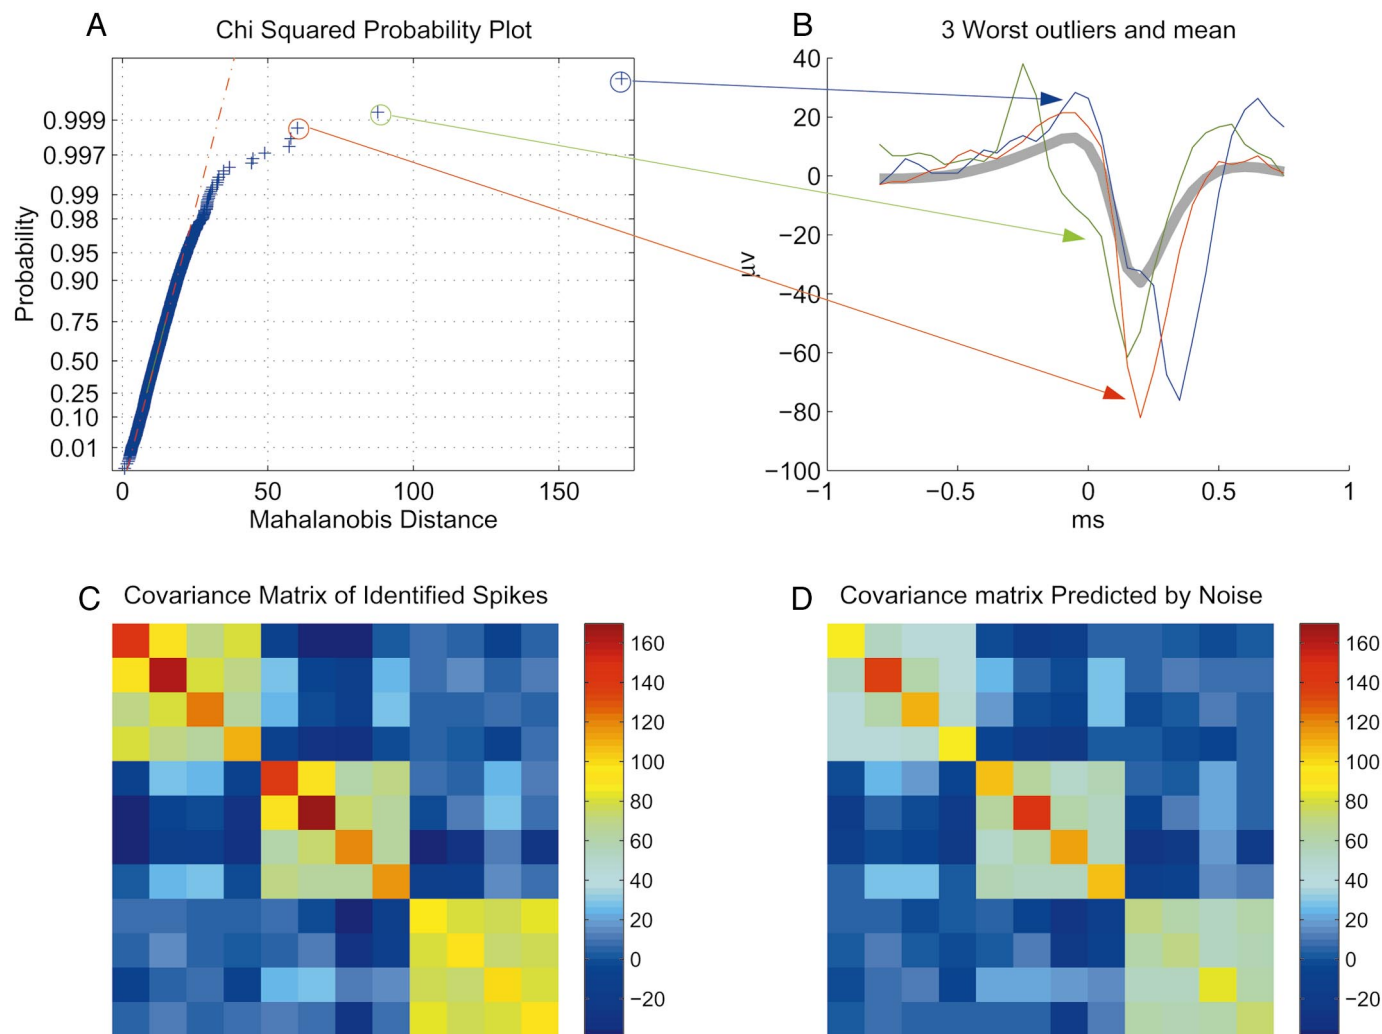 A
Chi Squared Probability Plot
Probability
0.999
0.997
0.99
0.98
0.95
0.90
0.75
0.50
0.25
0.10
0.01
0 50 100 150
Mahalanobis Distance
B
3 Worst outliers and mean
μv
40
20
0
−20
−40
−60
−80
−100
−1 −0.5 0 0.5 1
ms
C
Covariance Matrix of Identified Spikes
160
140
120
100
80
60
40
20
0
−20
D
Covariance matrix Predicted by Noise
160
140
120
100
80
60
40
20
0
−20